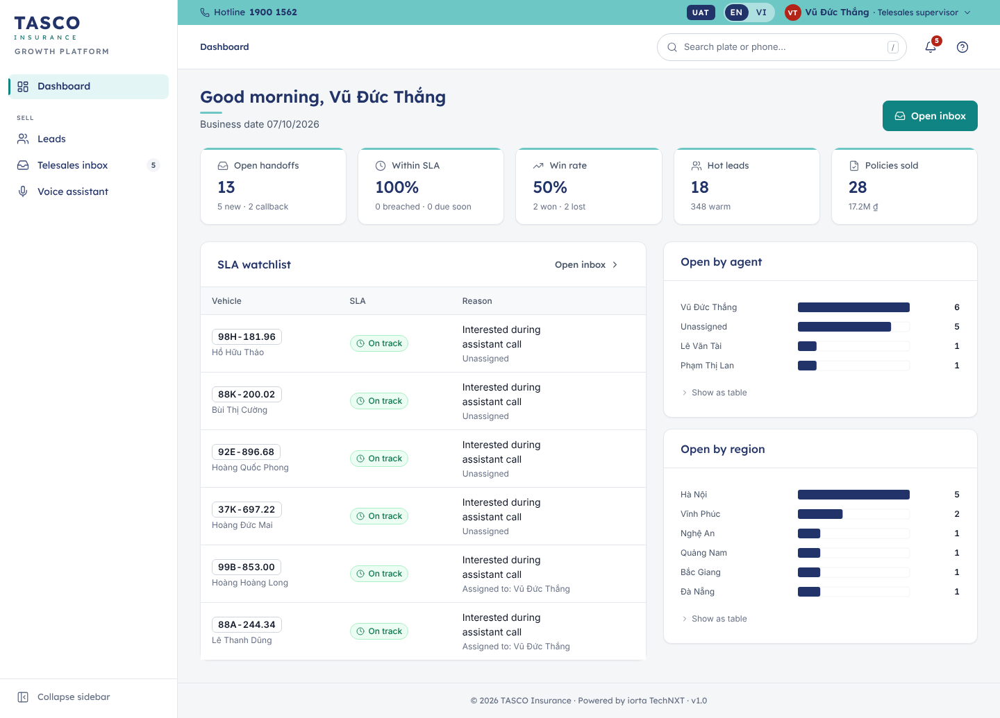 TASCO
INSURANCE
GROWTH PLATFORM
Dashboard
SELL
Leads
Telesales inbox 5
Voice assistant
Collapse sidebar
Hotline 1900 1562
UAT EN VI VT Vũ Đức Thắng · Telesales supervisor
Dashboard
Search plate or phone... /
5
Good morning, Vũ Đức Thắng
Business date 07/10/2026
Open inbox
Open handoffs
13
5 new · 2 callback
Within SLA
100%
0 breached · 0 due soon
Win rate
50%
2 won · 2 lost
Hot leads
18
348 warm
Policies sold
28
17.2M ₫
SLA watchlist
Open inbox
Vehicle SLA Reason
98H-181.96
Hồ Hữu Thảo
On track
Interested during
assistant call
Unassigned
88K-200.02
Bùi Thị Cường
On track
Interested during
assistant call
Unassigned
92E-896.68
Hoàng Quốc Phong
On track
Interested during
assistant call
Unassigned
37K-697.22
Hoàng Đức Mai
On track
Interested during
assistant call
Unassigned
99B-853.00
Hoàng Hoàng Long
On track
Interested during
assistant call
Assigned to: Vũ Đức Thắng
88A-244.34
Lê Thanh Dũng
On track
Interested during
assistant call
Assigned to: Vũ Đức Thắng
Open by agent
Vũ Đức Thắng 6
Unassigned 5
Lê Văn Tài 1
Phạm Thị Lan 1
Show as table
Open by region
Hà Nội 5
Vĩnh Phúc 2
Nghệ An 1
Quảng Nam 1
Bắc Giang 1
Đà Nẵng 1
Show as table
© 2026 TASCO Insurance · Powered by iorta TechNXT · v1.0